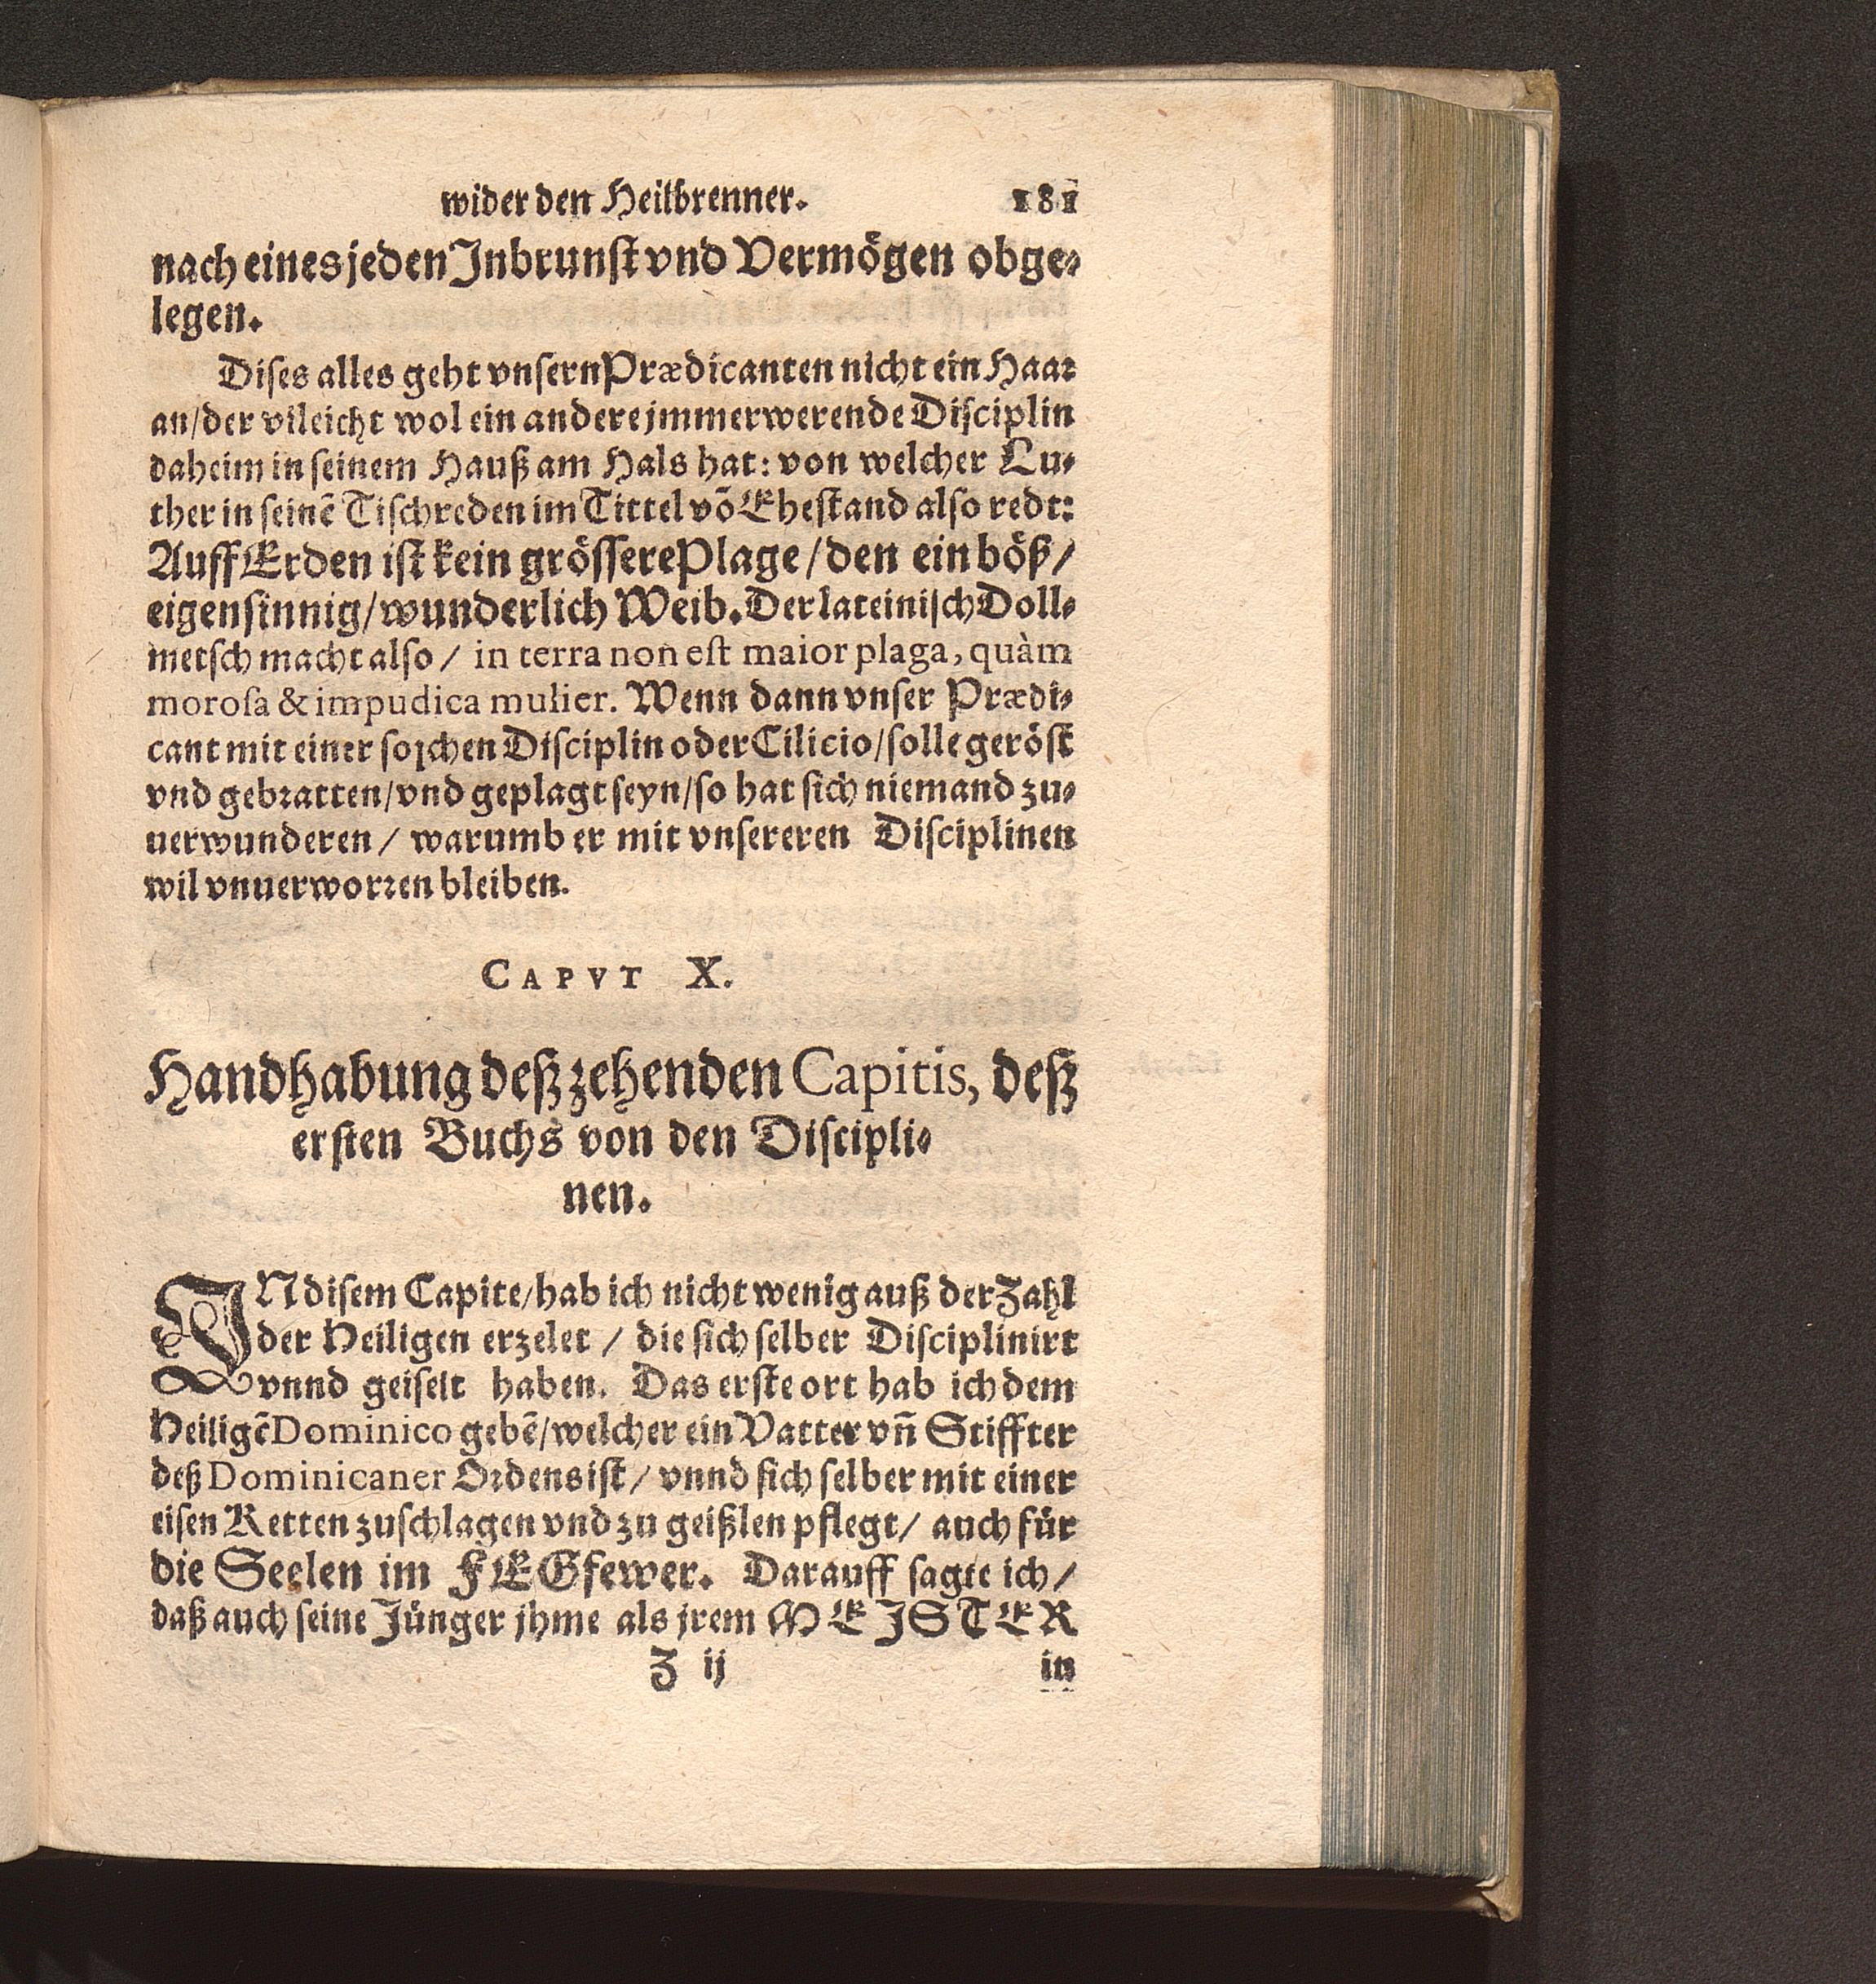 wider den Heilbrenner. 181
nach eines jeden Jnbrunſt vnd Vermögen obge⸗
legen.
Diſes alles geht vnſern Prædicanten nicht ein Haar
an/der vileicht wol ein andere jmmerwerende Diſciplin
daheim in ſeinem Hauß am Hals hat: von welcher Lu⸗
ther in ſeinẽ Tiſchreden im Tittel võ Eheſtand alſo redt:
Auff Erden iſt kein gröſſere Plage/den ein böß/
eigenſinnig/wunderlich Weib. Der lateiniſch Doll⸗
metſch macht alſo/ in terra non eſt maior plaga, quàm
moroſa & impudica mulier. Wenn dann vnſer Prædi⸗
cant mit einer ſolchen Diſciplin oder Cilicio/ſolle geröſt
vnd gebratten/vnd geplagt ſeyn/ſo hat ſich niemand zu⸗
uerwunderen/ warumb er mit vnſereren Diſciplinen
wil vnuerworren bleiben.
CAPVT X.
Handhabung deß zehenden Capitis, deß
erſten Buchs von den Diſcipli⸗
nen.
JN diſem Capite/hab ich nicht wenig auß der Zahl
der Heiligen erzelet / die ſich ſelber Diſciplinirt
vnnd geiſelt haben. Das erſte ort hab ich dem
Heiligẽ Dominico gebẽ/welcher ein Vatter vñ Stiffter
deß Dominicaner Ordens iſt/ vnnd ſich ſelber mit einer
eiſen Ketten zuſchlagen vnd zu geißlen pflegt/ auch für
die Seelen im FEGfewer. Darauff ſagte ich/
daß auch ſeine Jünger jhme als jrem MEJSTER
Z ij in